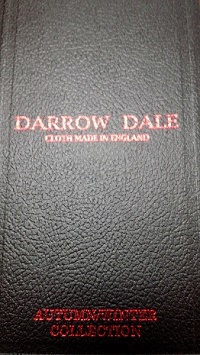 DARROW DALE
CLOTH MADE IN ENGLAND
AUTUMN/WINTER
COLLECTION